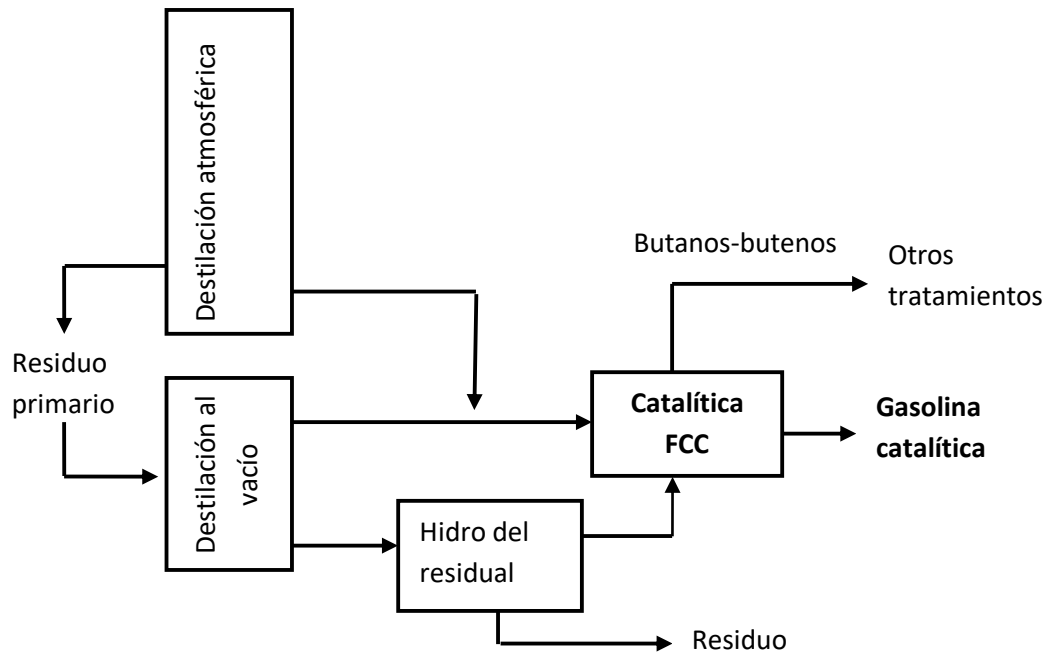 Destilación atmosférica
Butanos-butenos
Otros
tratamientos
Residuo
primario
Destilación al
vacío
Catalítica
FCC
Gasolina
catalítica
Hidro del
residual
Residuo